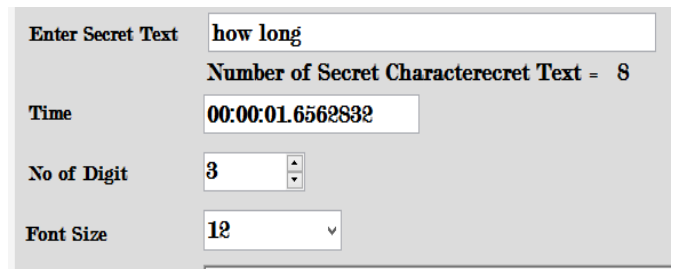 Enter Secret Text how long
Number of Secret Characterecret Text = 8
Time 00:00:01.6562832
No of Digit 3
Font Size 12